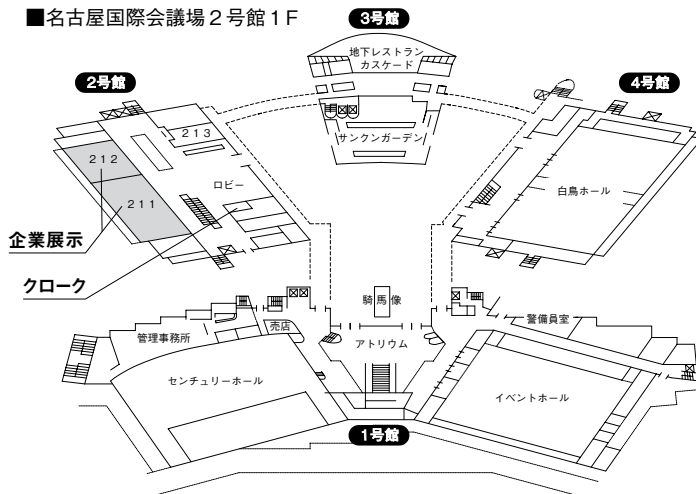 ■名古屋国際会議場２号館１F
3号館
地下レストラン
カスケード
2号館
4号館
２１３
サンクンガーデン
２１２
ロビー
白鳥ホール
２１１
企業展示
クローク
騎馬像
売店
警備員室
管理事務所
アトリウム
センチュリーホール
イベントホール
1号館